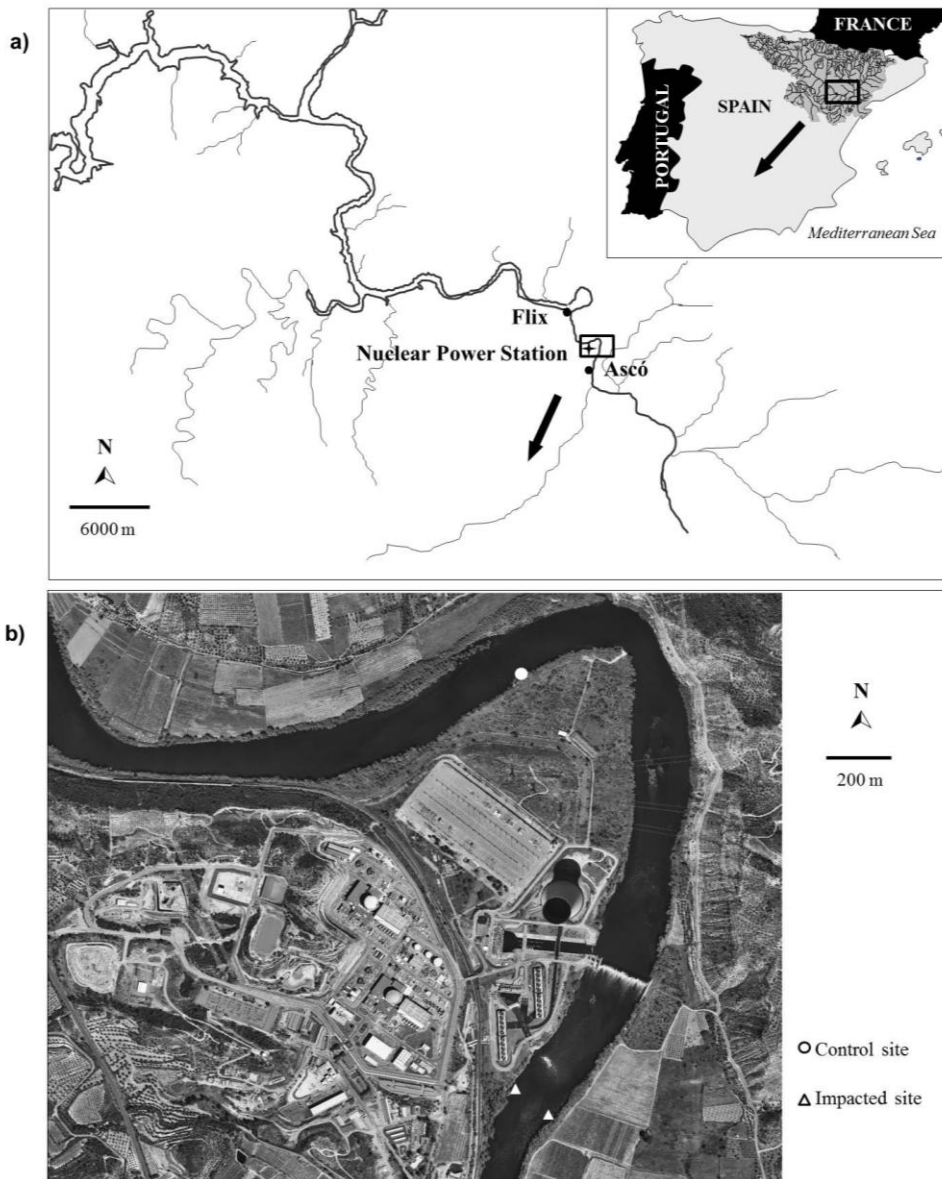 a)
FRANCE
SPAIN
PORTUGAL
Mediterranean Sea
Flix
Nuclear Power Station
Ascó
N
6000 m
b)
N
200 m
Control site
Impacted site